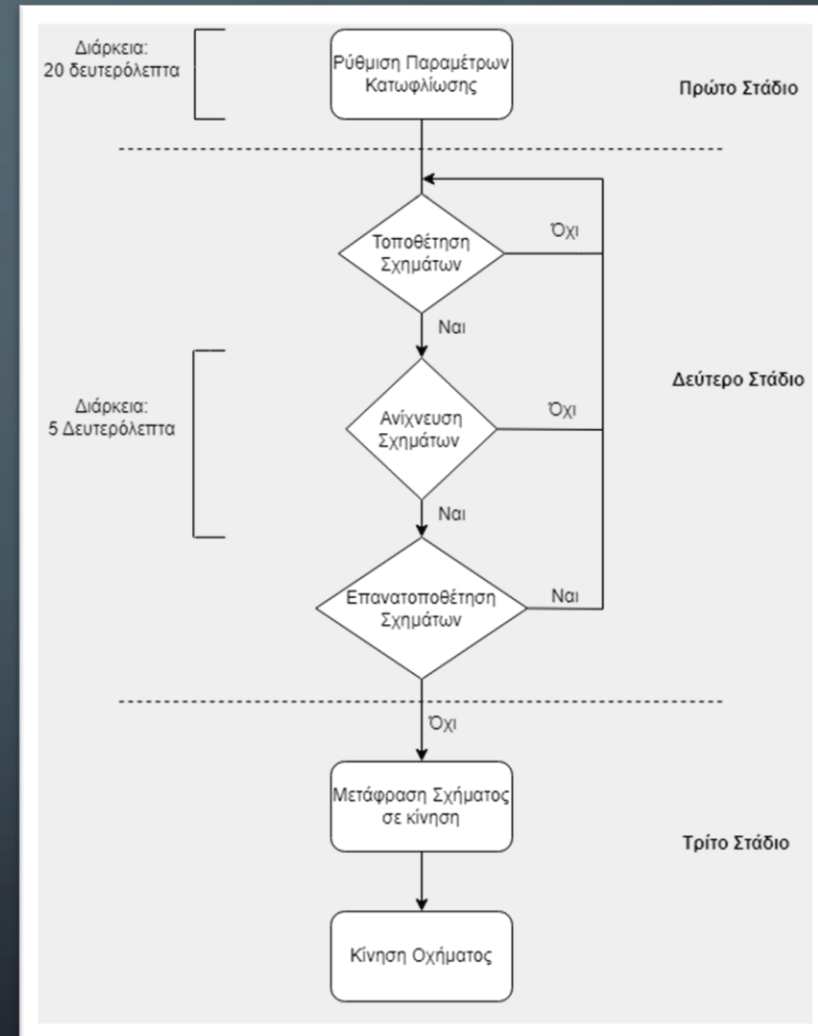 Διάρκεια:
20 δευτερόλεπτα
Ρύθμιση Παραμέτρων
Κατωφλίωσης
Πρώτο Στάδιο
Τοποθέτηση
Σχημάτων
Όχι
Ναι
Διάρκεια:
5 Δευτερόλεπτα
Ανίχνευση
Σχημάτων
Όχι
Δεύτερο Στάδιο
Ναι
Επανατοποθέτηση
Σχημάτων
Ναι
Όχι
Μετάφραση Σχήματος
σε κίνηση
Τρίτο Στάδιο
Κίνηση Οχήματος